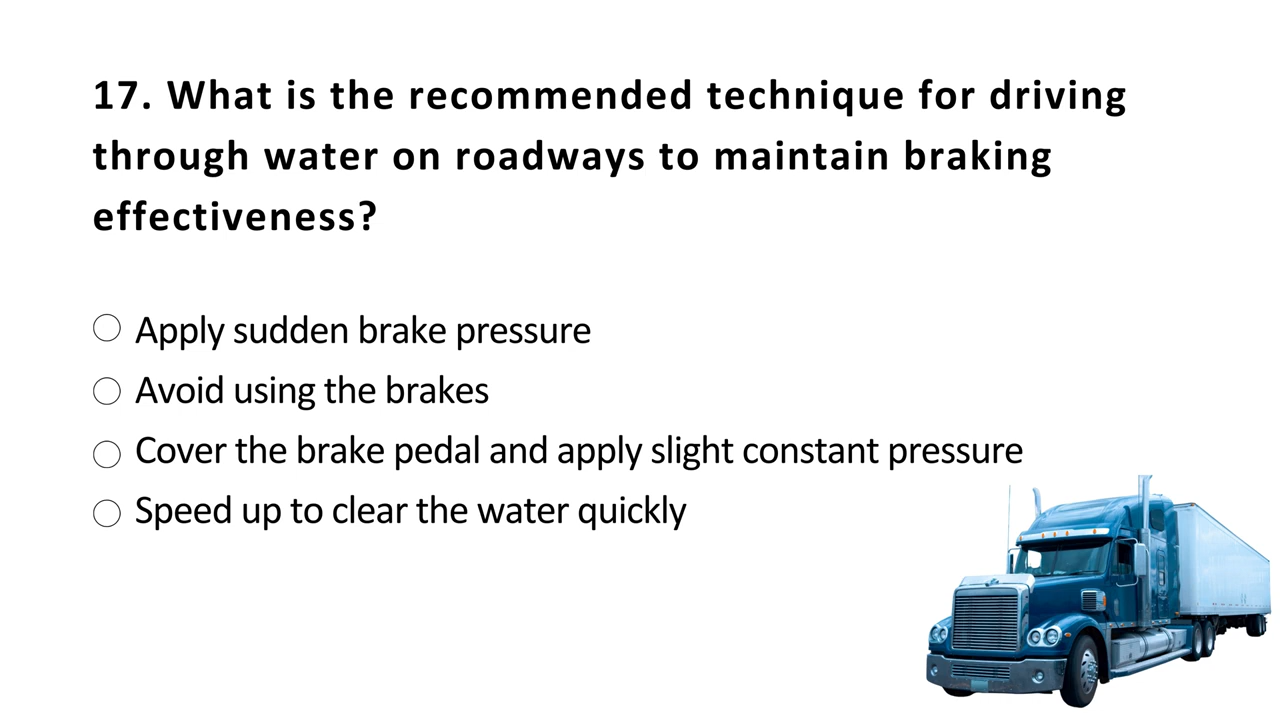 17. What is the recommended technique for driving
through water on roadways to maintain braking
effectiveness?
Apply sudden brake pressure
Avoid using the brakes
Cover the brake pedal and apply slight constant pressure
Speed up to clear the water quickly